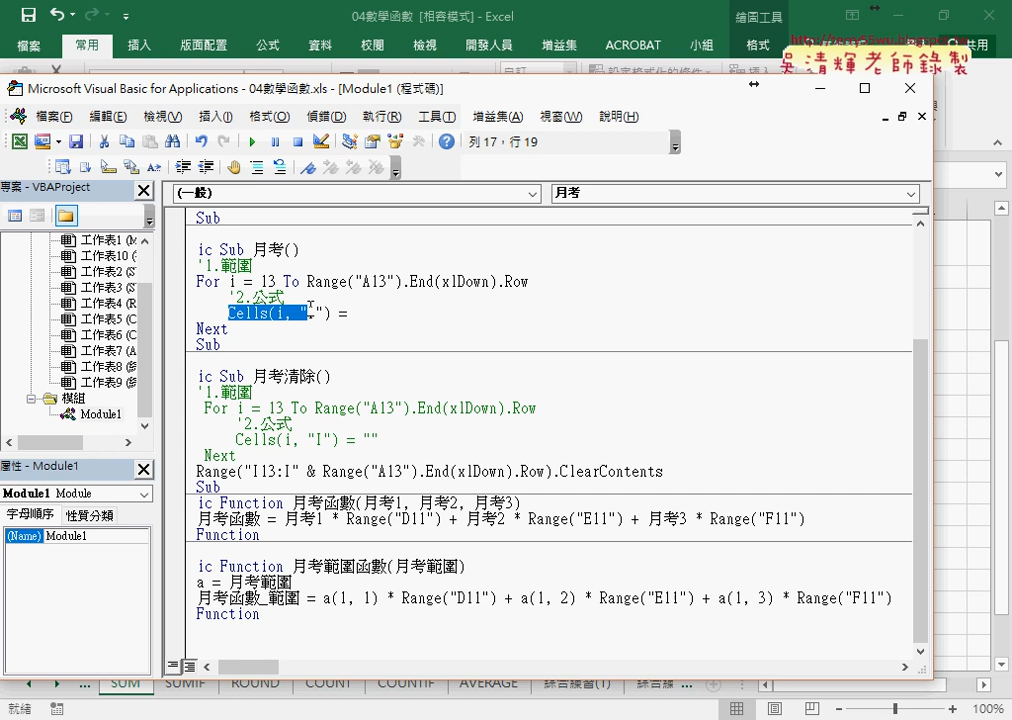 04數學函數 [相容模式] - Excel
繪圖工具
檔案 常用 插入 版面配置 公式 資料 校閱 檢視 開發人員 增益集 ACROBAT 小組 格式 共用
吳清輝老師錄製
Microsoft Visual Basic for Applications - 04數學函數.xls - [Module1 (程式碼)]
檔案(F) 編輯(E) 檢視(V) 插入(I) 格式(O) 偵錯(D) 執行(R) 工具(T) 增益集(A) 視窗(W) 說明(H)
列 17，行 19
專案 - VBAProject
(一般) 月考
工作表1 (M
工作表10 (
工作表2 (S
工作表3 (S
工作表4 (R
工作表5 (C
工作表6 (C
工作表7 (A
工作表8 (
工作表9 (
模組
Module1
屬性 - Module1
Module1 Module
字母順序 性質分類
(Name) Module1
Sub
ic Sub 月考()
'1.範圍
For i = 13 To Range("A13").End(xlDown).Row
'2.公式
Cells(i, " ") =
Next
Sub
ic Sub 月考清除()
'1.範圍
For i = 13 To Range("A13").End(xlDown).Row
'2.公式
Cells(i, "I") = ""
Next
Range("I13:I" & Range("A13").End(xlDown).Row).ClearContents
Sub
ic Function 月考函數(月考1, 月考2, 月考3)
月考函數 = 月考1 * Range("D11") + 月考2 * Range("E11") + 月考3 * Range("F11")
Function
ic Function 月考範圍函數(月考範圍)
a = 月考範圍
月考函數_範圍 = a(1, 1) * Range("D11") + a(1, 2) * Range("E11") + a(1, 3) * Range("F11")
Function
... SUM SUMIF ROUND COUNT COUNTIF AVERAGE 綜合練習(1) 綜合練 ...
就緒
100%